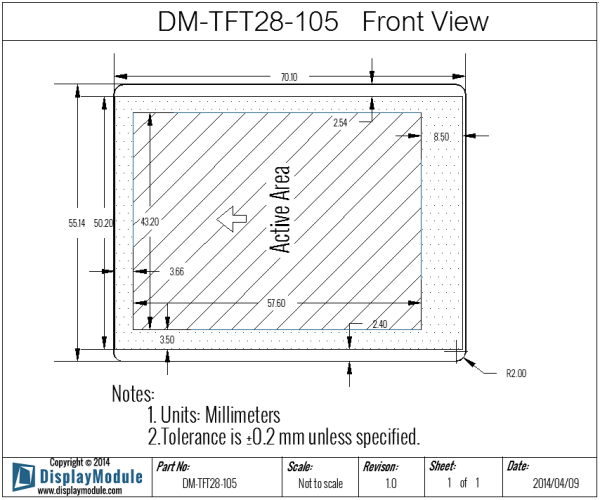 DM-TFT28-105 Front View
70.10
2.54
8.50
55.14
50.20
43.20
Active Area
3.66
57.60
2.40
3.50
R2.00
Notes:
1. Units: Millimeters
2.Tolerance is ±0.2 mm unless specified.
Copyright © 2014
DisplayModule
www.displaymodule.com
Part No:
DM-TFT28-105
Scale:
Not to scale
Revison:
1.0
Sheet:
1 of 1
Date:
2014/04/09